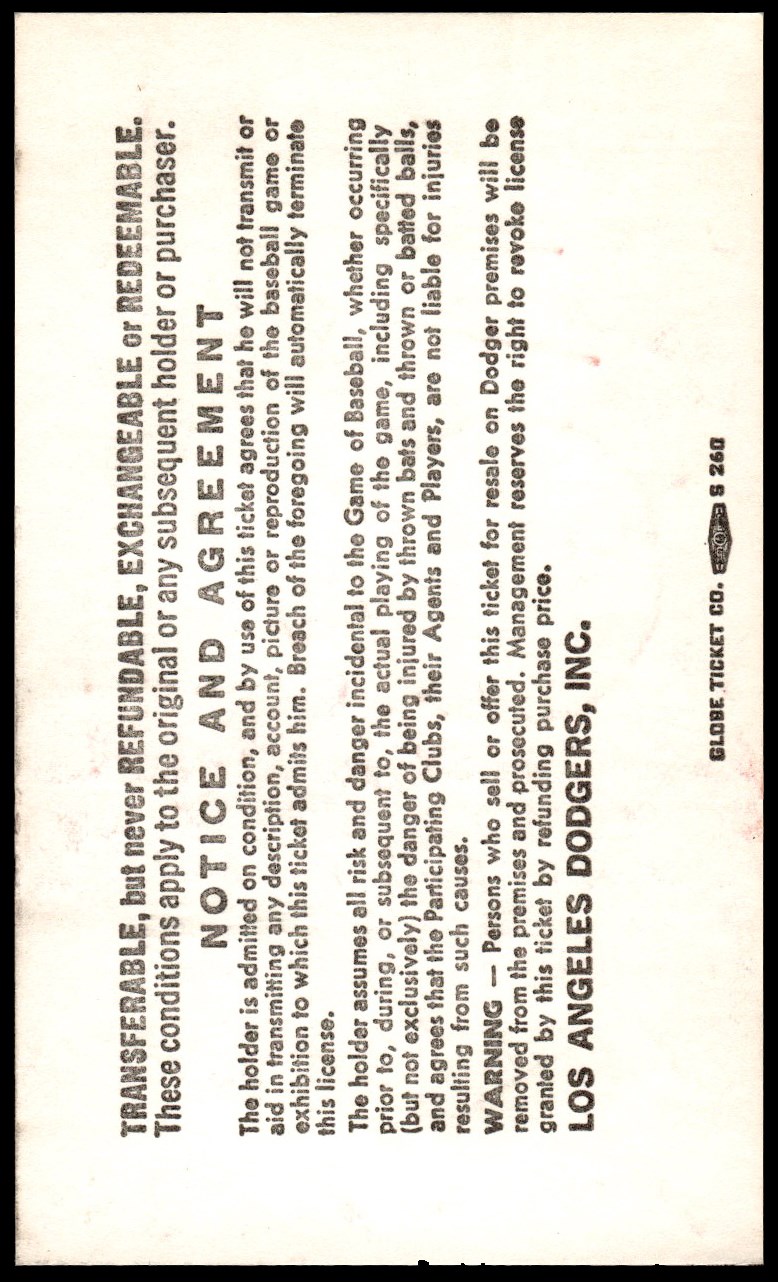 TRANSFERABLE, but never REFUNDABLE, EXCHANGEABLE or REDEEMABLE.
These conditions apply to the original or any subsequent holder or purchaser.
NOTICE AND AGREEMENT
The holder is admitted on condition, and by use of this ticket agrees that he will not transmit or
aid in transmitting any description, account, picture or reproduction of the baseball game or
exhibition to which this ticket admits him. Breach of the foregoing will automatically terminate
this license.
The holder assumes all risk and danger incidental to the Game of Baseball, whether occurring
prior to, during, or subsequent to, the actual playing of the game, including specifically
(but not exclusively) the danger of being injured by thrown bats and thrown or batted balls,
and agrees that the Participating Clubs, their Agents and Players, are not liable for injuries
resulting from such causes.
WARNING — Persons who sell or offer this ticket for resale on Dodger premises will be
removed from the premises and prosecuted. Management reserves the right to revoke license
granted by this ticket by refunding purchase price.
LOS ANGELES DODGERS, INC.
GLOBE TICKET CO. S 260